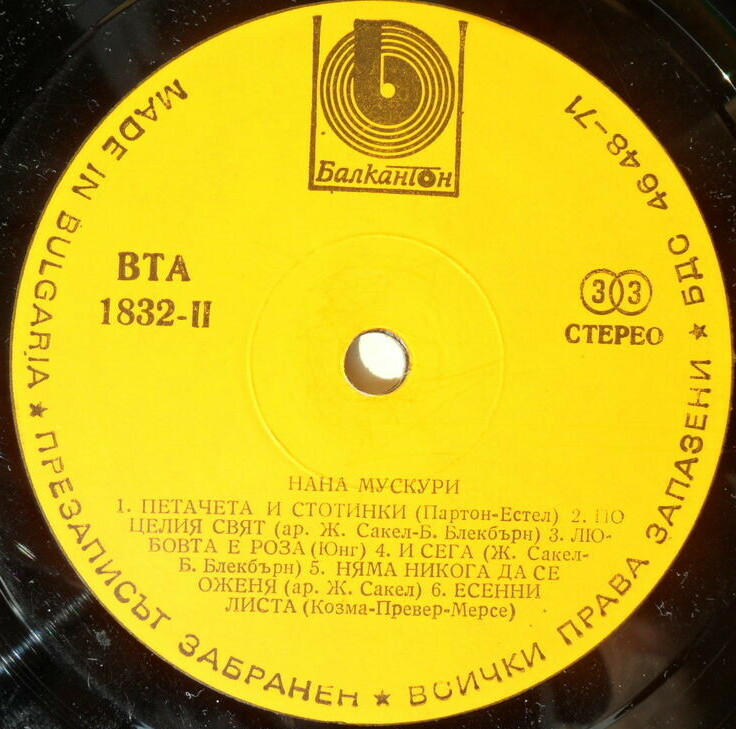 Балкантон
MADE IN BULGARIA ★ ПРЕЗАПИСЪТ ЗАБРАНЕН ★ ВСИЧКИ ПРАВА ЗАПАЗЕНИ ★ БДС 4648-71
ВТА
1832-II
33
СТЕРЕО
НАНА МУСКУРИ
1. ПЕТАЧЕТА И СТОТИНКИ (Партон-Естел) 2. ПО
ЦЕЛИЯ СВЯТ (ар. Ж. Сакел-Б. Блекбърн) 3. ЛЮ-
БОВТА Е РОЗА (Юнг) 4. И СЕГА (Ж. Сакел-
Б. Блекбърн) 5. НЯМА НИКОГА ДА СЕ
ОЖЕНЯ (ар. Ж. Сакел) 6. ЕСЕННИ
ЛИСТА (Козма-Превер-Мерсе)